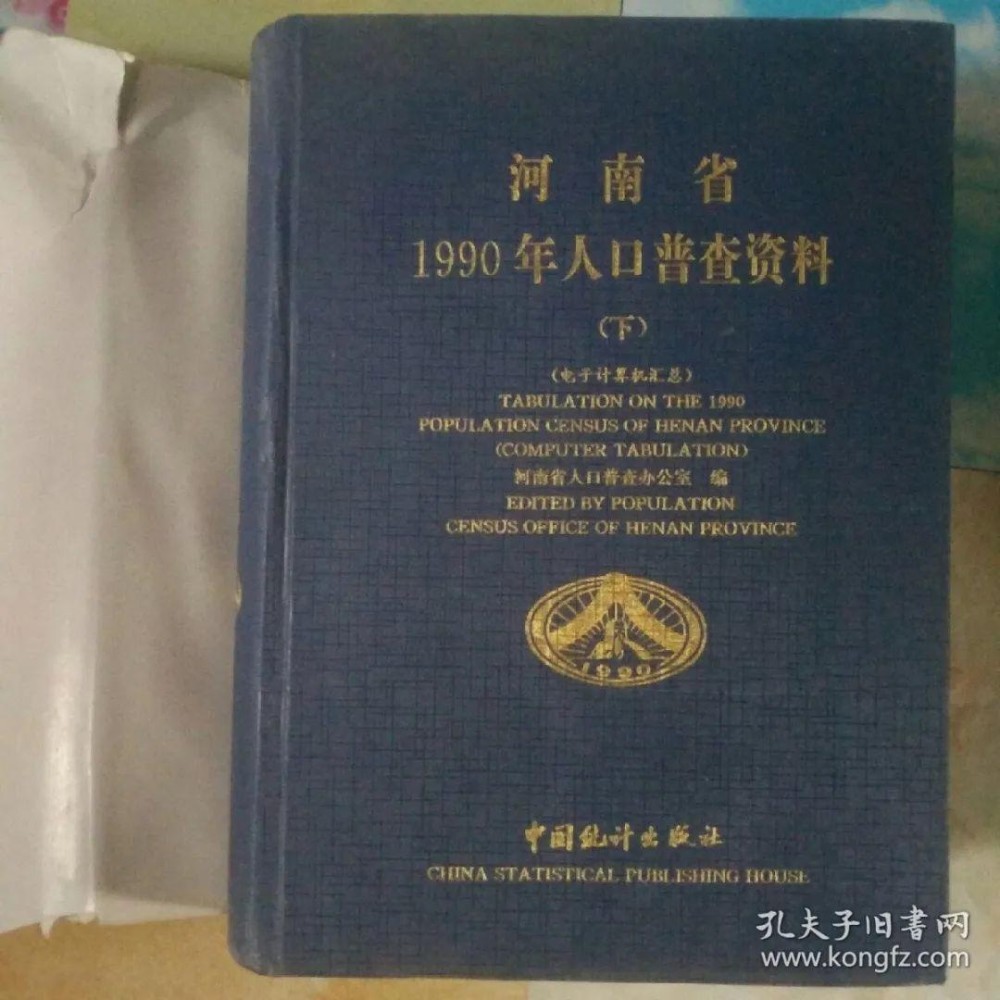 河南省
1990年人口普查资料
(下)
(电子计算机汇总)
TABULATION ON THE 1990
POPULATION CENSUS OF HENAN PROVINCE
(COMPUTER TABULATION)
河南省人口普查办公室 编
EDITED BY POPULATION
CENSUS OFFICE OF HENAN PROVINCE
1990
中国统计出版社
CHINA STATISTICAL PUBLISHING HOUSE
孔夫子旧書网
www.kongfz.com